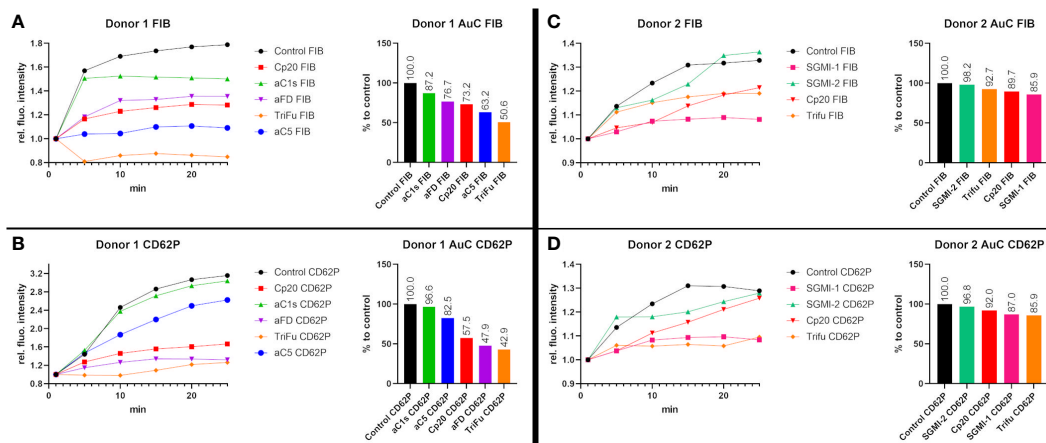 A
Donor 1 FIB
rel. fluo. intensity
1.8
1.6
1.4
1.2
1.0
0.8
10
20
min
Control FIB
Cp20 FIB
aC1s FIB
aFD FIB
TriFu FIB
aC5 FIB
Donor 1 AuC FIB
% to control
150
100
50
0
100.0
87.2
76.7
73.2
63.2
50.6
Control FIB
aC1s FIB
aFD FIB
Cp20 FIB
aC5 FIB
TriFu FIB
C
Donor 2 FIB
rel. fluo. intensity
1.4
1.3
1.2
1.1
1.0
0.9
10
20
min
Control FIB
SGMI-1 FIB
SGMI-2 FIB
Cp20 FIB
Trifu FIB
Donor 2 AuC FIB
% to control
150
100
50
0
100.0
98.2
92.7
89.7
85.9
Control FIB
SGMI-2 FIB
Trifu FIB
Cp20 FIB
SGMI-1 FIB
B
Donor 1 CD62P
rel. fluo. intensity
3.2
2.8
2.4
2.0
1.6
1.2
0.8
10
20
min
Control CD62P
Cp20 CD62P
aC1s CD62P
aFD CD62P
TriFu CD62P
aC5 CD62P
Donor 1 AuC CD62P
% to control
150
100
50
0
100.0
96.6
82.5
57.5
47.9
42.9
Control CD62P
aC1s CD62P
aC5 CD62P
Cp20 CD62P
aFD CD62P
TriFu CD62P
D
Donor 2 CD62P
rel. fluo. intensity
1.4
1.3
1.2
1.1
1.0
0.9
10
20
min
Control CD62P
SGMI-1 CD62P
SGMI-2 CD62P
Cp20 CD62P
Trifu CD62P
Donor 2 AuC CD62P
% to control
150
100
50
0
100.0
96.8
92.0
87.0
85.9
Control CD62P
SGMI-2 CD62P
Cp20 CD62P
SGMI-1 CD62P
Trifu CD62P